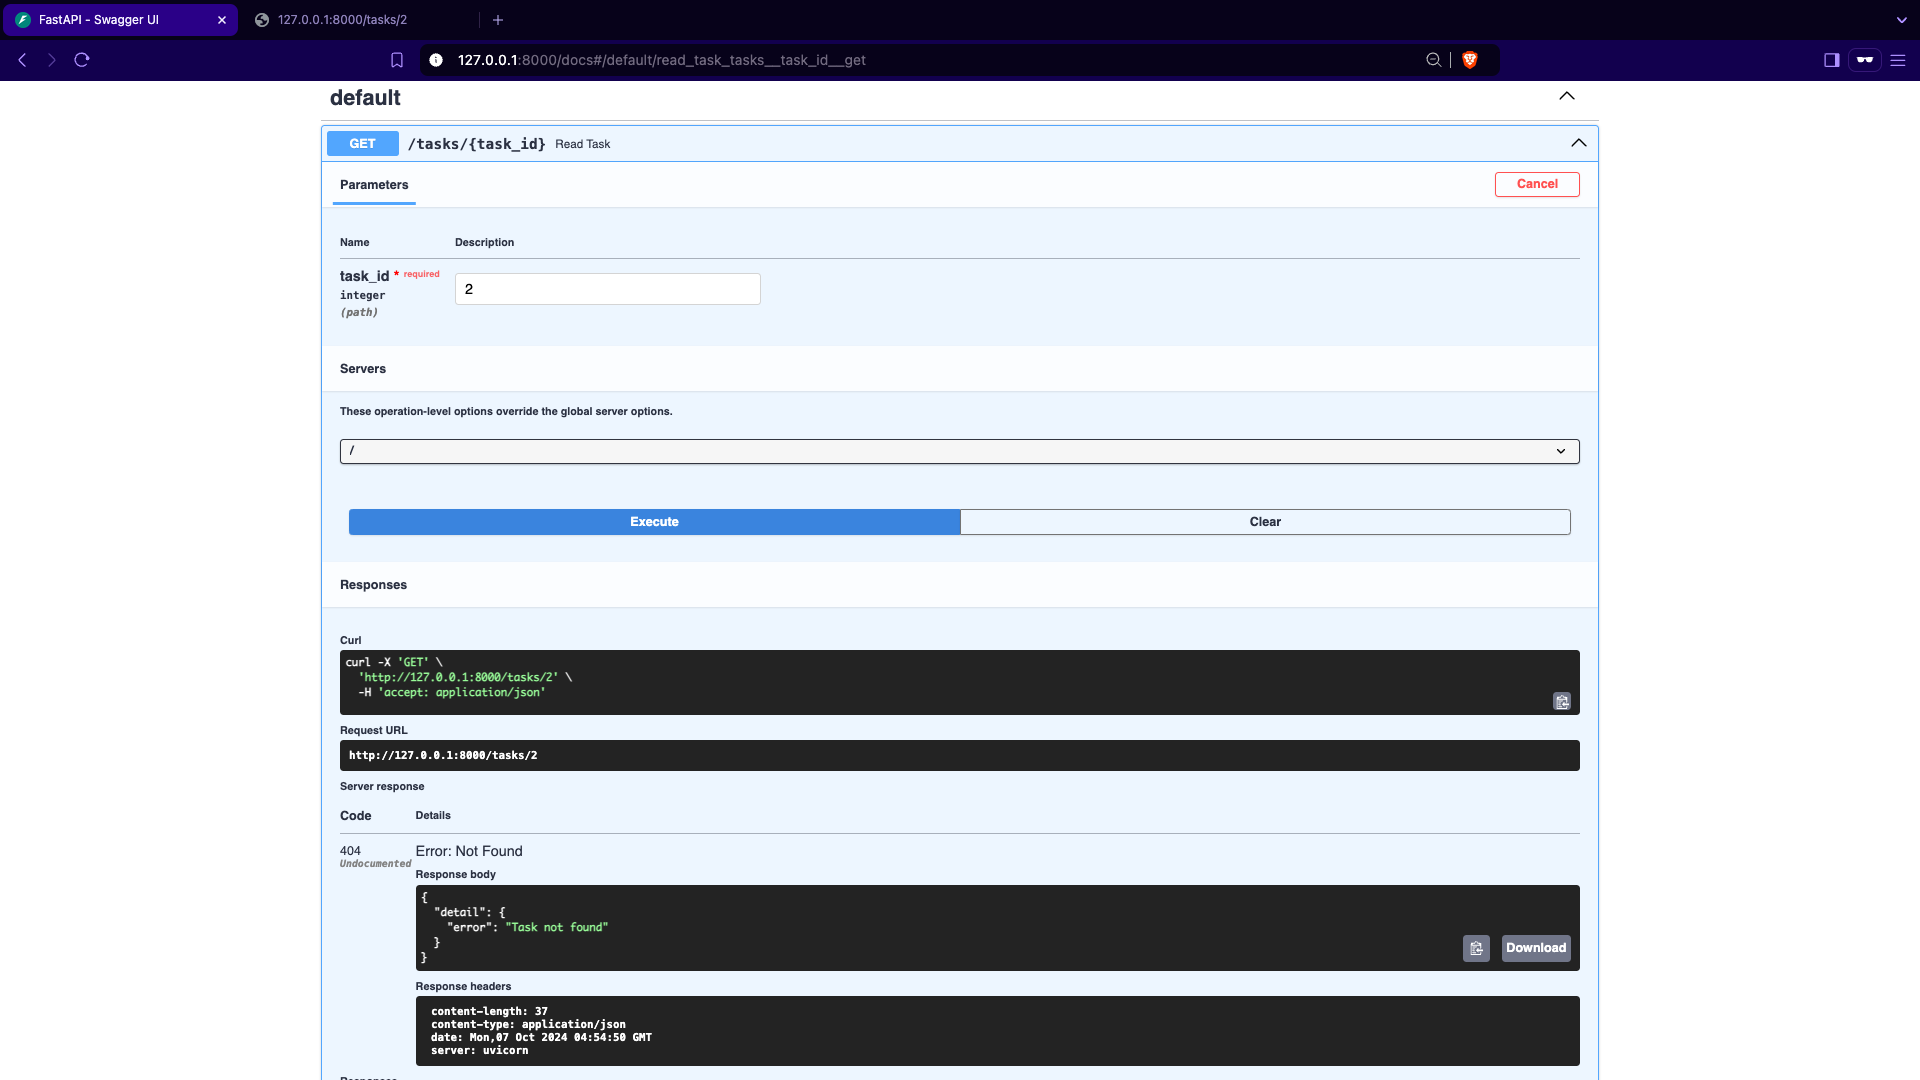 FastAPI - Swagger UI
127.0.0.1:8000/tasks/2
127.0.0.1:8000/docs#/default/read_task_tasks__task_id__get
default
GET /tasks/{task_id} Read Task
Parameters
Cancel
Name Description
task_id * required
integer
(path)
2
Servers
These operation-level options override the global server options.
/
Execute Clear
Responses
Curl
curl -X 'GET' \
'http://127.0.0.1:8000/tasks/2' \
-H 'accept: application/json'
Request URL
http://127.0.0.1:8000/tasks/2
Server response
Code Details
404 Error: Not Found
Undocumented
Response body
{
"detail": {
"error": "Task not found"
}
}
Download
Response headers
content-length: 37
content-type: application/json
date: Mon,07 Oct 2024 04:54:50 GMT
server: uvicorn